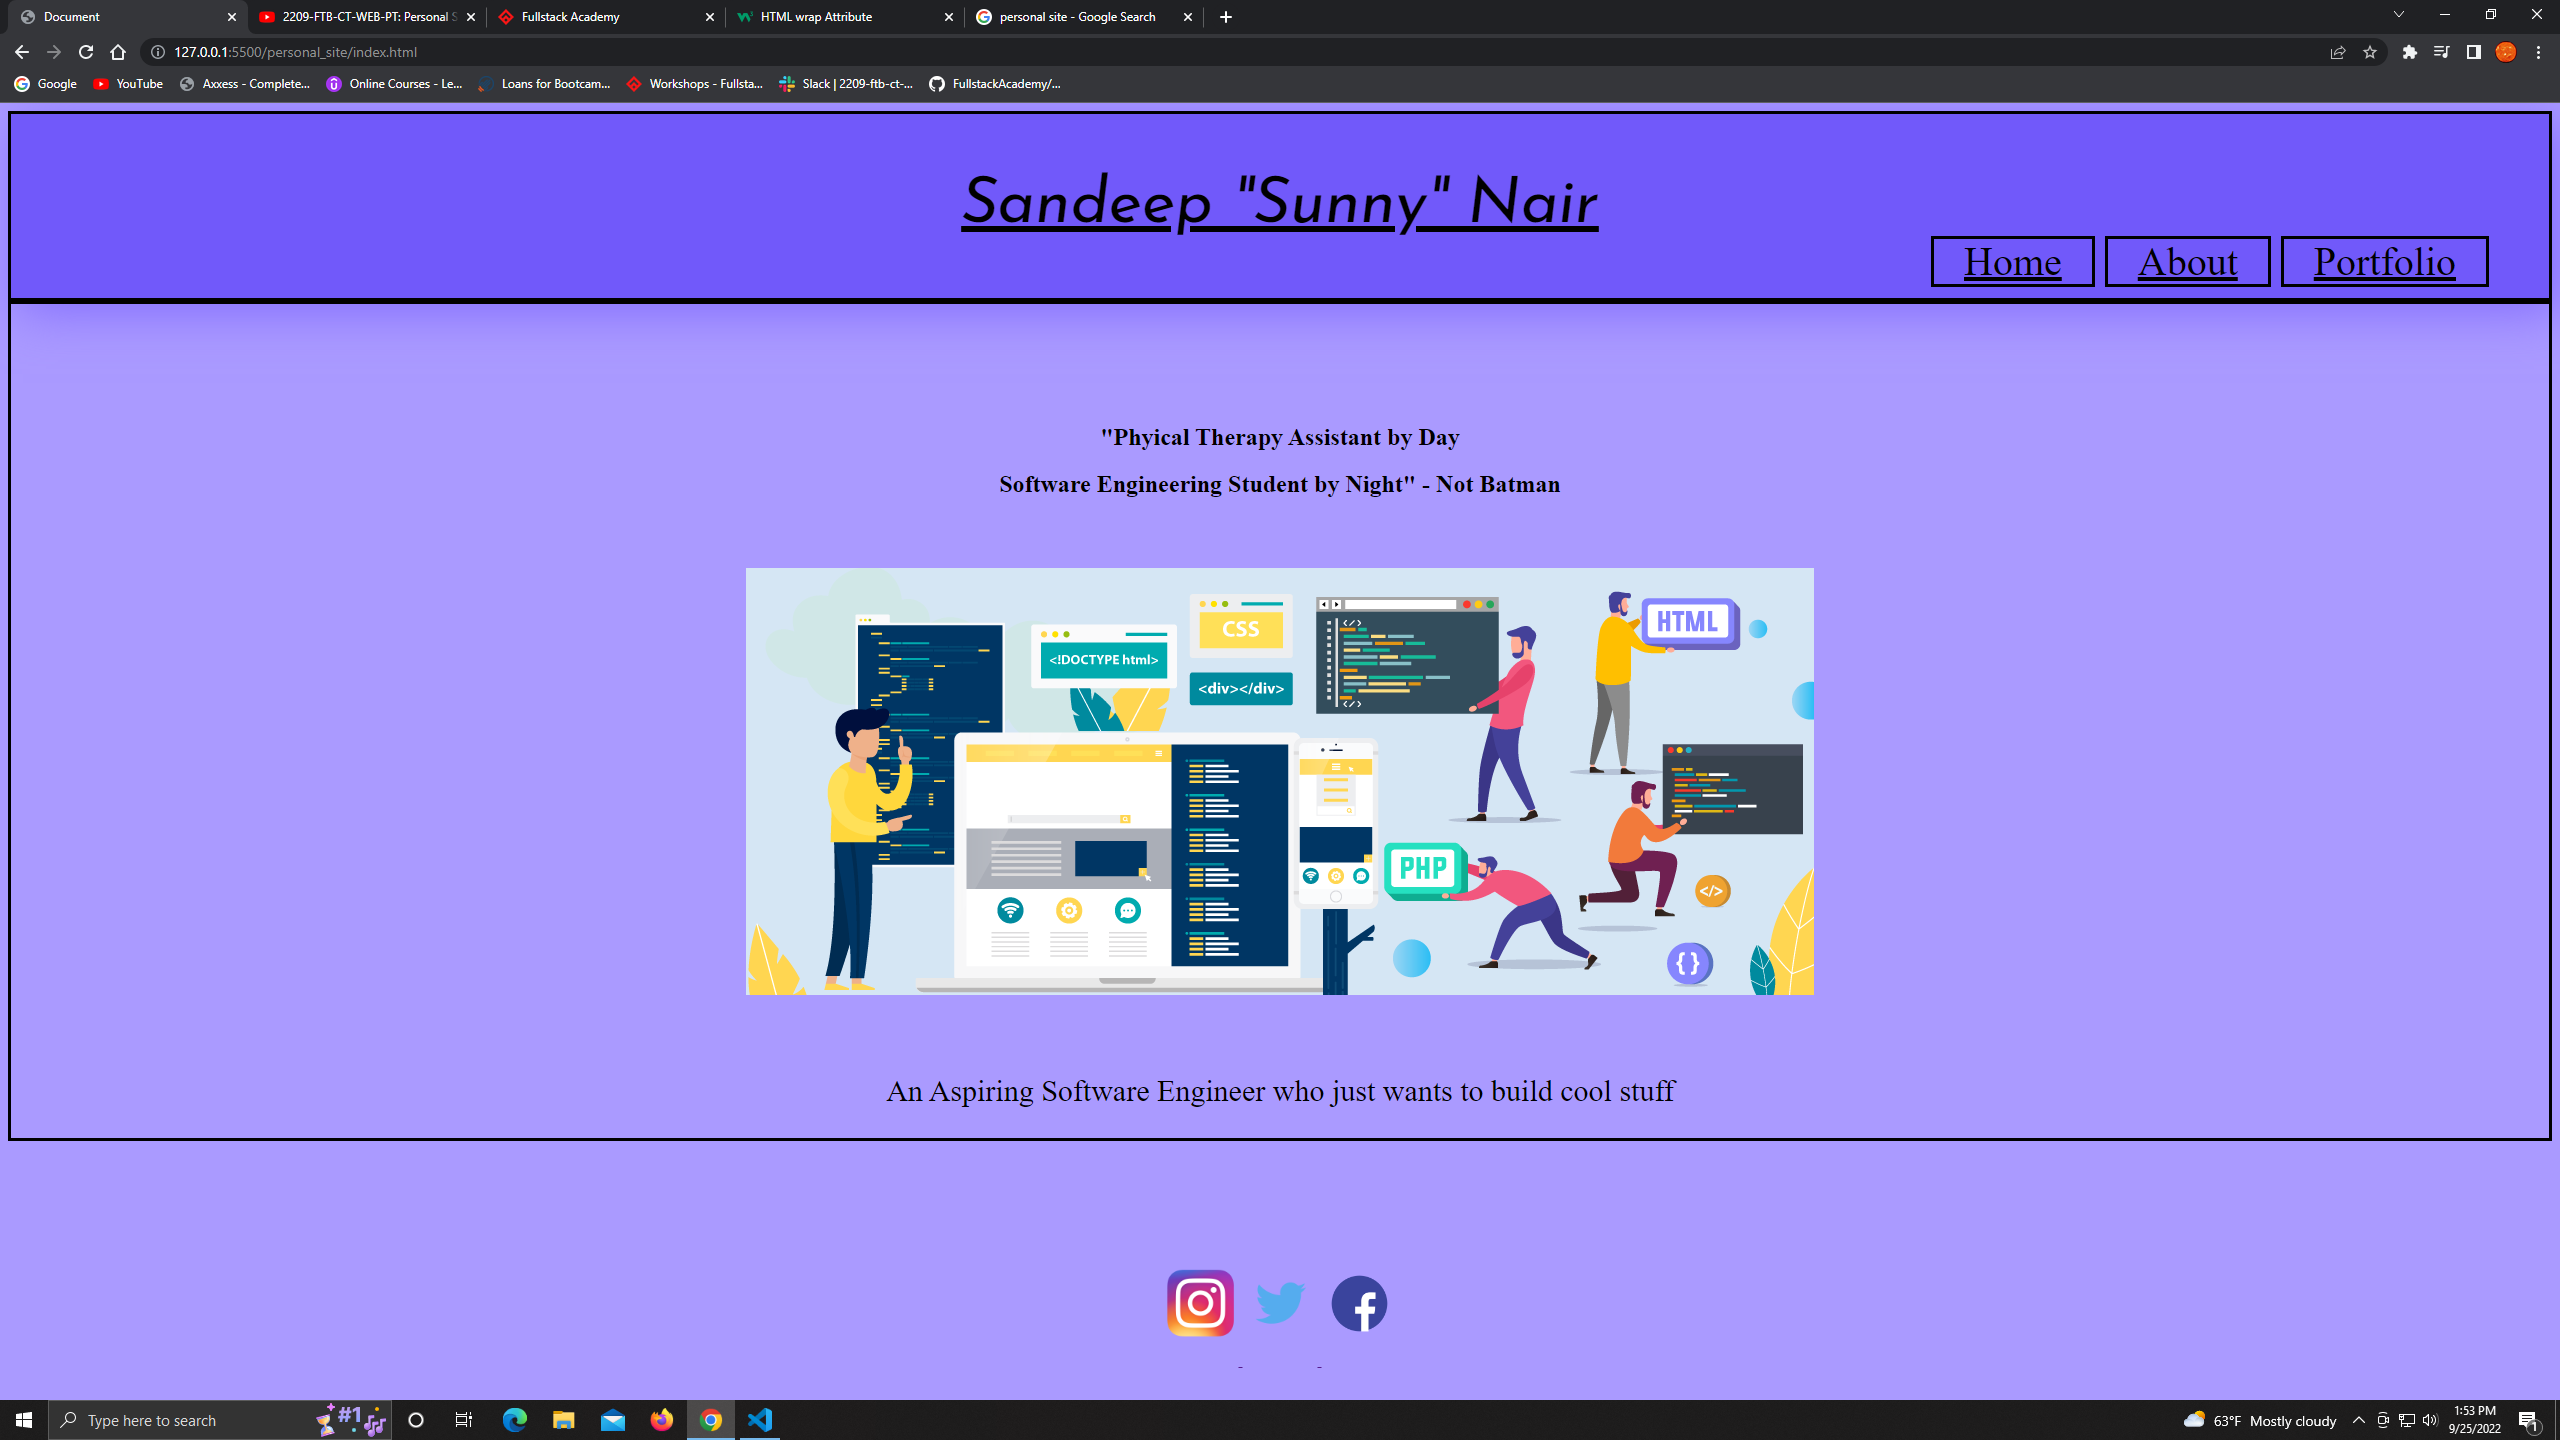 Document
2209-FTB-CT-WEB-PT: Personal S
Fullstack Academy
HTML wrap Attribute
personal site - Google Search
127.0.0.1:5500/personal_site/index.html
Google
YouTube
Axxess - Complete...
Online Courses - Le...
Loans for Bootcam...
Workshops - Fullsta...
Slack | 2209-ftb-ct-...
FullstackAcademy/...
Sandeep "Sunny" Nair
Home
About
Portfolio
"Phyical Therapy Assistant by Day
Software Engineering Student by Night" - Not Batman
<!DOCTYPE html>
CSS
<div></div>
</>
</>
HTML
PHP
</>
{ }
An Aspiring Software Engineer who just wants to build cool stuff
Type here to search
#1
63°F Mostly cloudy
1:53 PM
9/25/2022
1